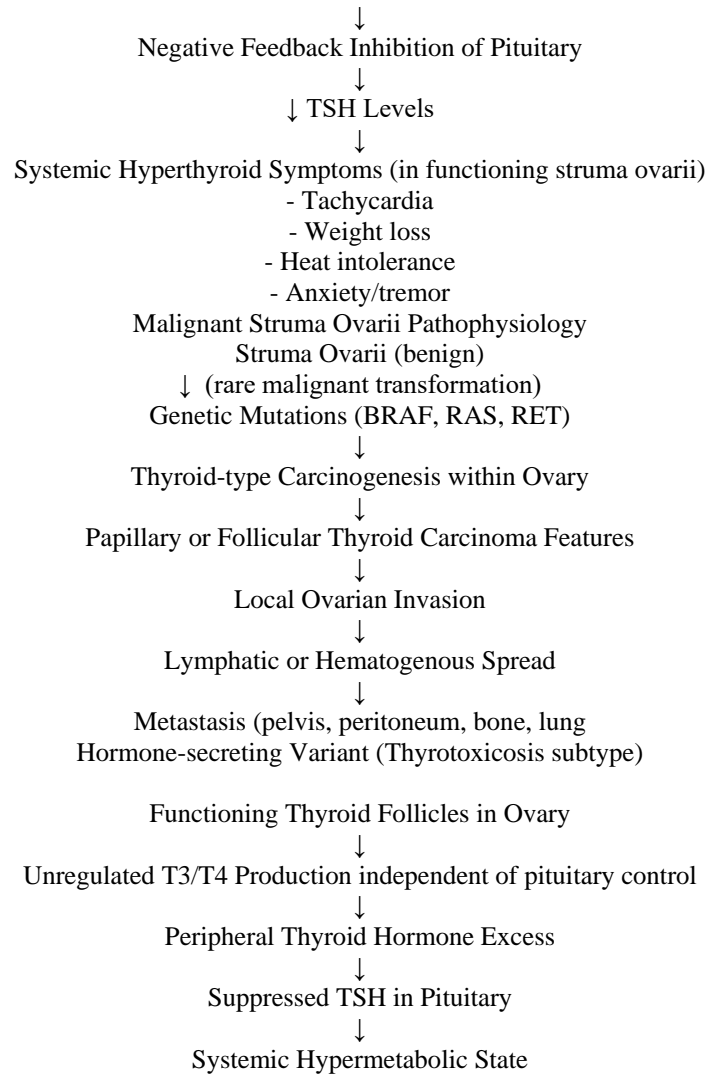 ↓
Negative Feedback Inhibition of Pituitary
↓
↓ TSH Levels
↓
Systemic Hyperthyroid Symptoms (in functioning struma ovarii)
- Tachycardia
- Weight loss
- Heat intolerance
- Anxiety/tremor
Malignant Struma Ovarii Pathophysiology
Struma Ovarii (benign)
↓ (rare malignant transformation)
Genetic Mutations (BRAF, RAS, RET)
↓
Thyroid-type Carcinogenesis within Ovary
↓
Papillary or Follicular Thyroid Carcinoma Features
↓
Local Ovarian Invasion
↓
Lymphatic or Hematogenous Spread
↓
Metastasis (pelvis, peritoneum, bone, lung
Hormone-secreting Variant (Thyrotoxicosis subtype)
Functioning Thyroid Follicles in Ovary
↓
Unregulated T3/T4 Production independent of pituitary control
↓
Peripheral Thyroid Hormone Excess
↓
Suppressed TSH in Pituitary
↓
Systemic Hypermetabolic State